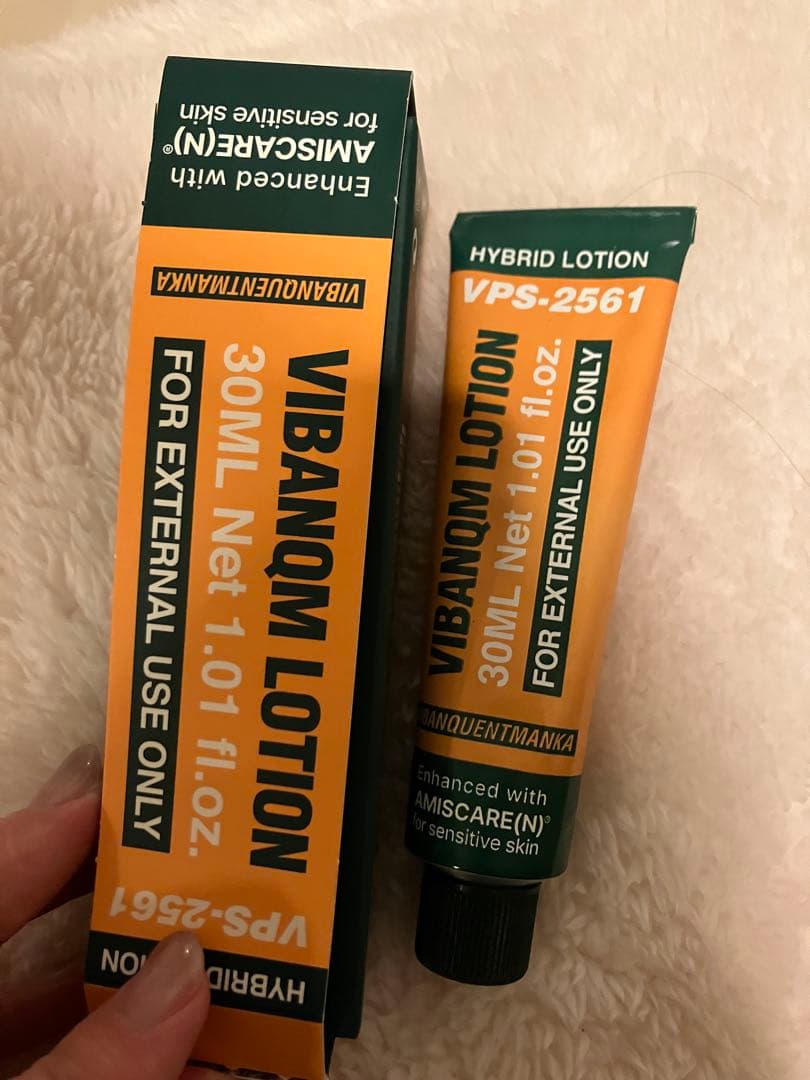 Enhanced with
AMISCARE(N)®
for sensitive skin
VIBANQUENTMANKA
VIBANQM LOTION
30ML Net 1.01 fl.oz.
FOR EXTERNAL USE ONLY
VPS-2561
HYBRID
HYBRID LOTION
VPS-2561
VIBANQM LOTION
30ML Net 1.01 fl.oz.
FOR EXTERNAL USE ONLY
BANQUENTMANKA
Enhanced with
AMISCARE(N)®
for sensitive skin